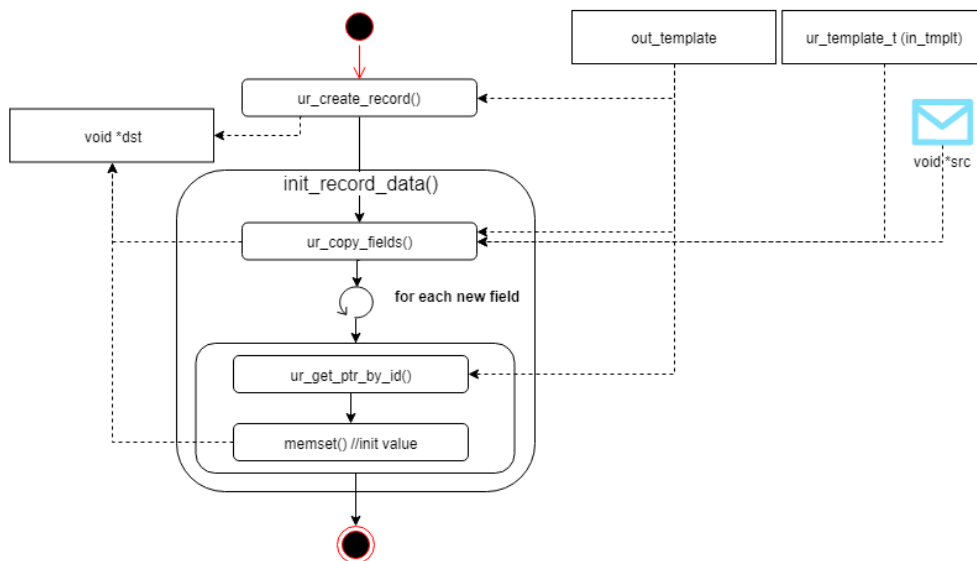 out_template
ur_template_t (in_tmplt)
ur_create_record()
void *dst
void *src
init_record_data()
ur_copy_fields()
for each new field
ur_get_ptr_by_id()
memset() //init value